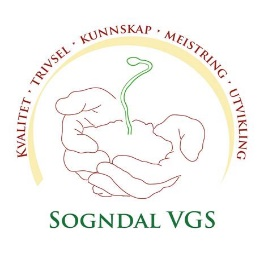 KVALITET • TRIVSEL • KUNNSKAP • MEISTRING • UTVIKLING
SOGNDAL VGS